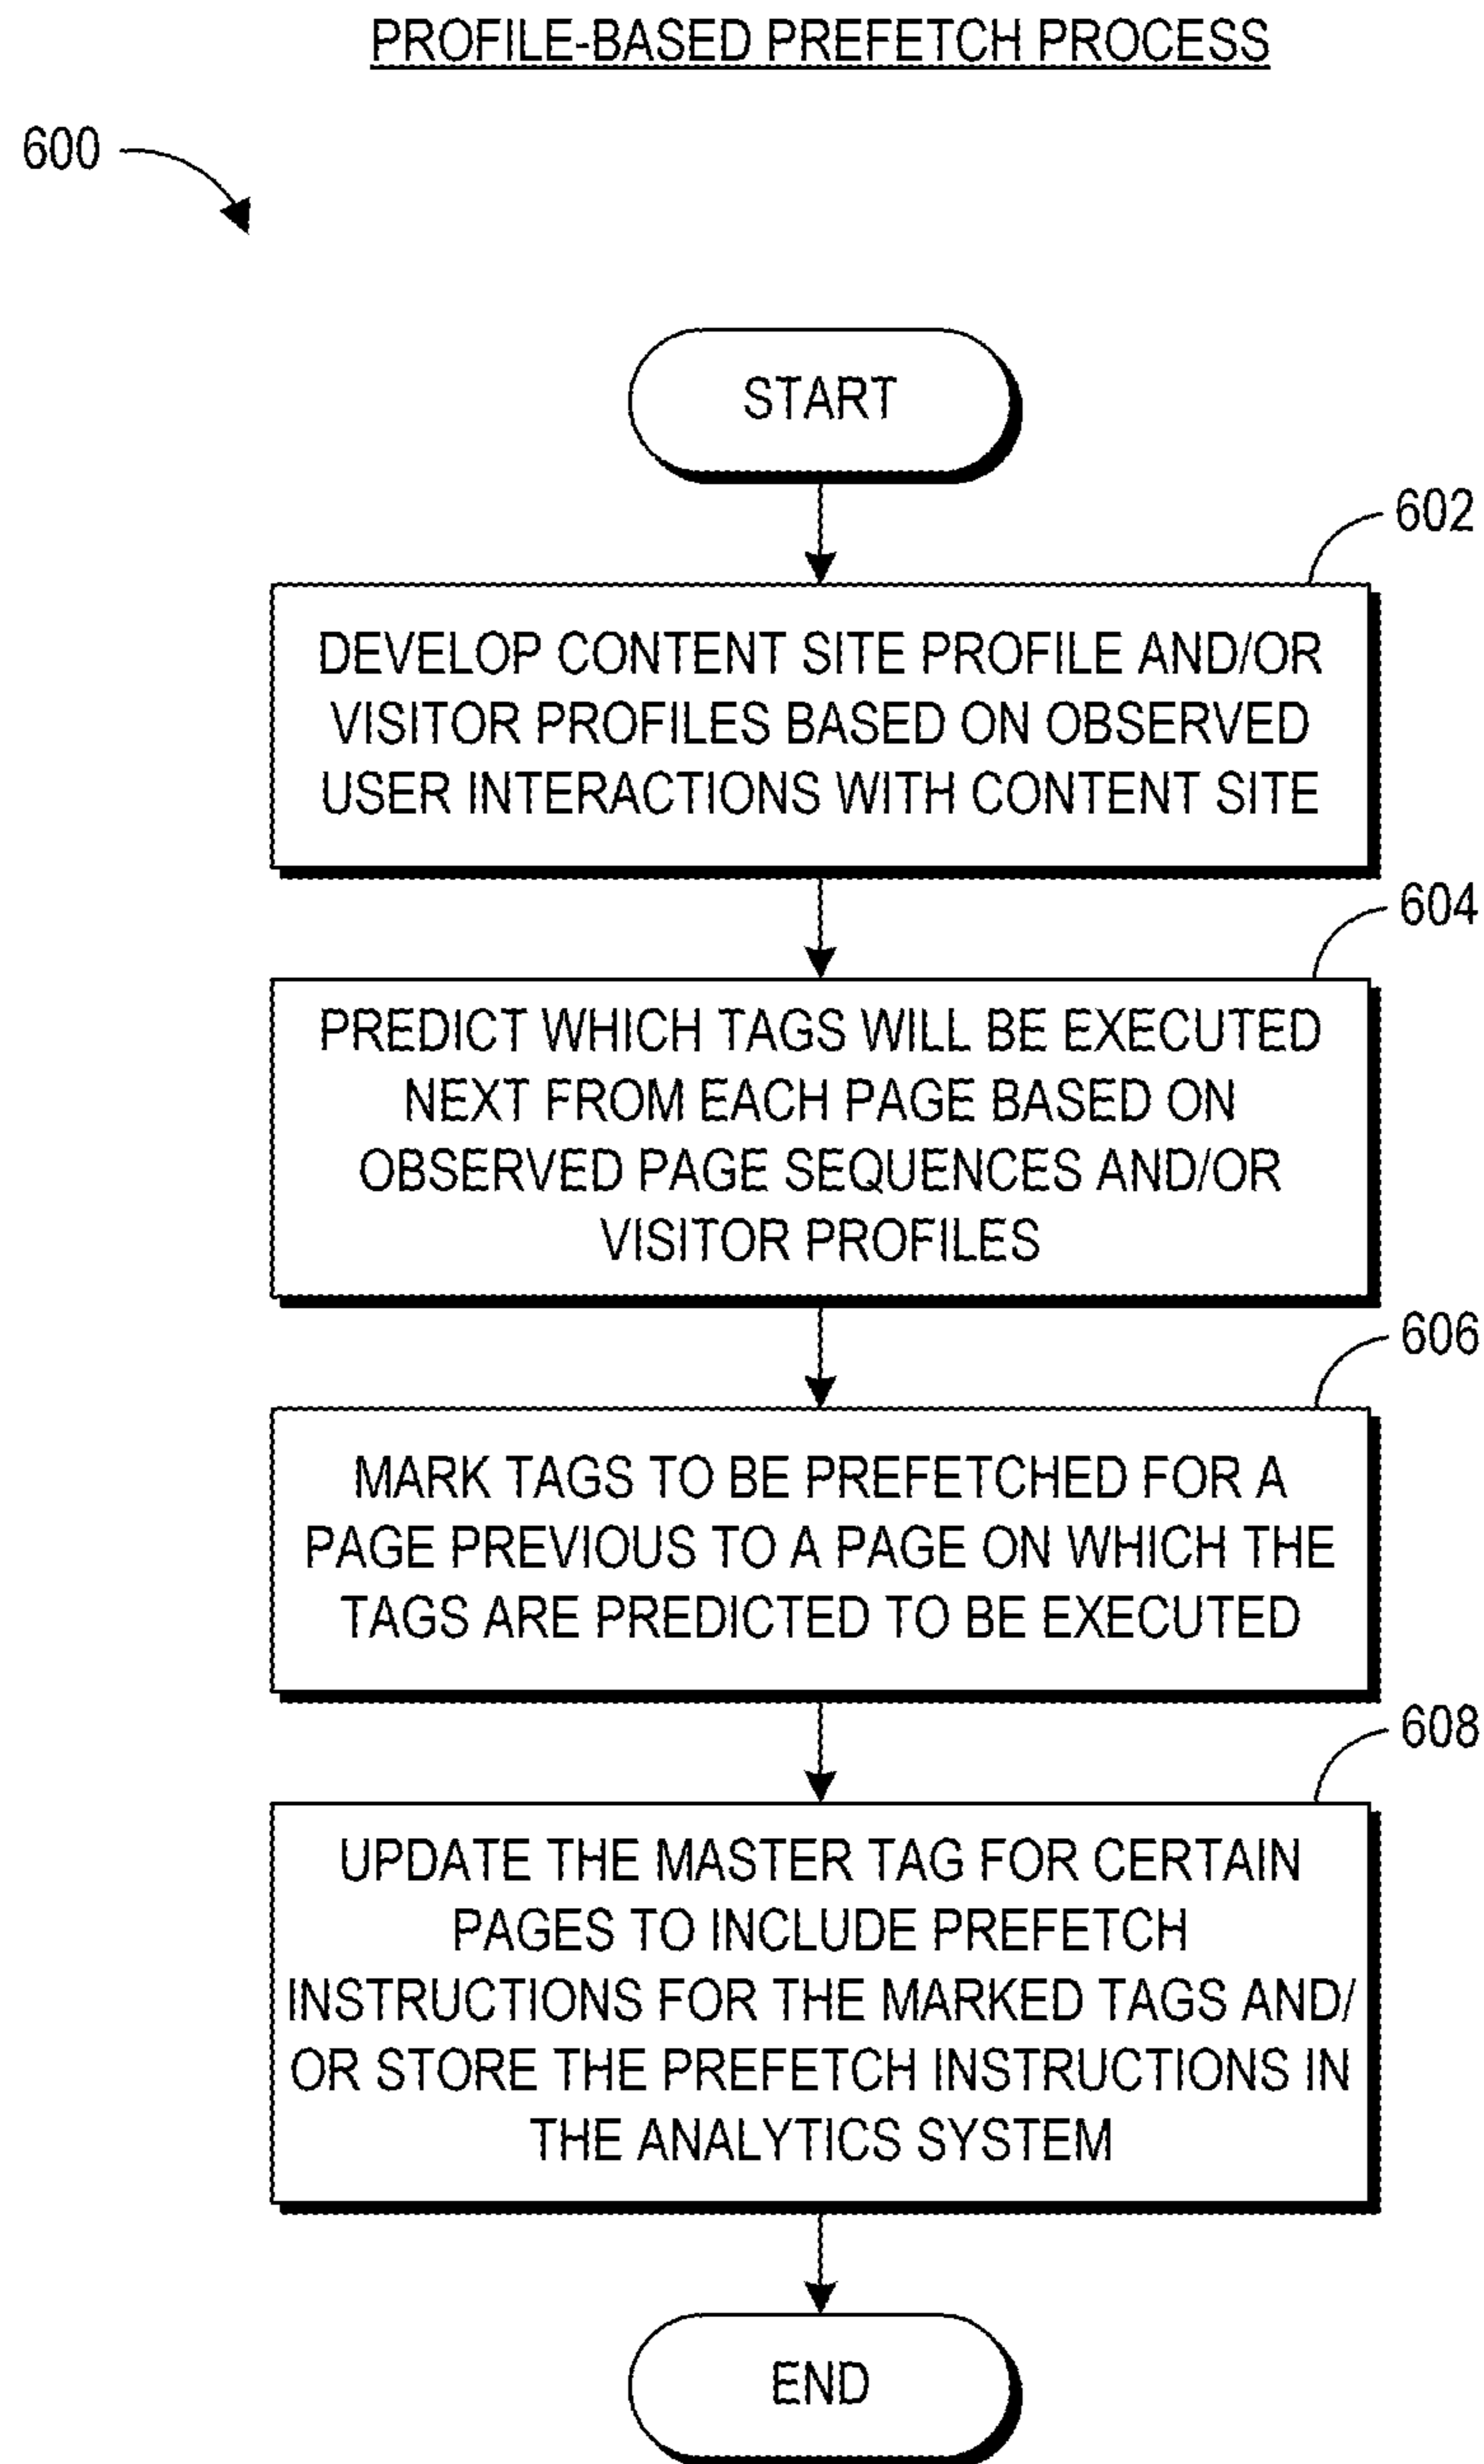 PROFILE-BASED PREFETCH PROCESS
600
START
602
DEVELOP CONTENT SITE PROFILE AND/OR
VISITOR PROFILES BASED ON OBSERVED
USER INTERACTIONS WITH CONTENT SITE
604
PREDICT WHICH TAGS WILL BE EXECUTED
NEXT FROM EACH PAGE BASED ON
OBSERVED PAGE SEQUENCES AND/OR
VISITOR PROFILES
606
MARK TAGS TO BE PREFETCHED FOR A
PAGE PREVIOUS TO A PAGE ON WHICH THE
TAGS ARE PREDICTED TO BE EXECUTED
608
UPDATE THE MASTER TAG FOR CERTAIN
PAGES TO INCLUDE PREFETCH
INSTRUCTIONS FOR THE MARKED TAGS AND/
OR STORE THE PREFETCH INSTRUCTIONS IN
THE ANALYTICS SYSTEM
END